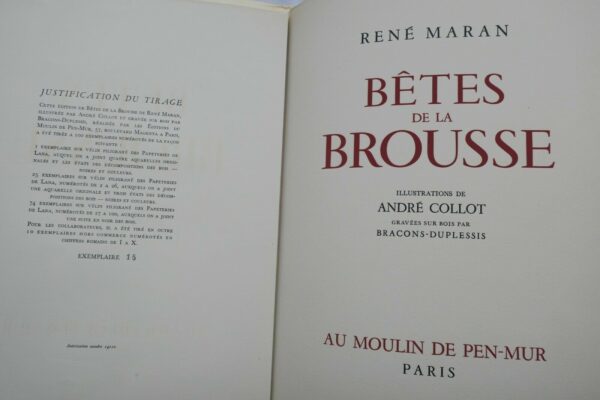 JUSTIFICATION DU TIRAGE
Cette édition de Bêtes de la Brousse de René Maran,
illustrée par André Collot et gravée sur bois par
Bracons-Duplessis, réalisée par les Éditions du
Moulin de Pen-Mur, 57, boulevard Magenta a Paris,
a été tirée a 100 exemplaires numérotés de la façon
suivante :
1 exemplaire sur vélin filigrané des Papeteries
de Lana, auquel on a joint quatre aquarelles origi-
nales et les états des décompositions des bois —
noires et couleurs.
25 exemplaires sur vélin filigrané des Papeteries
de Lana, numérotés de 2 a 26, auxquels on a joint
une aquarelle originale et trois états des décom-
positions des bois — noires et couleurs.
74 exemplaires sur vélin filigrané des Papeteries
de Lana, numérotés de 27 a 100, auxquels on a joint
une suite en noir des bois.
Pour les collaborateurs, il a été tiré en outre
10 exemplaires hors commerce numérotés en
chiffres romains de I a X.
EXEMPLAIRE 15
Autorisation numéro
RENÉ MARAN
BÊTES
DE LA
BROUSSE
ILLUSTRATIONS DE
ANDRÉ COLLOT
GRAVÉES SUR BOIS PAR
BRACONS-DUPLESSIS
AU MOULIN DE PEN-MUR
PARIS